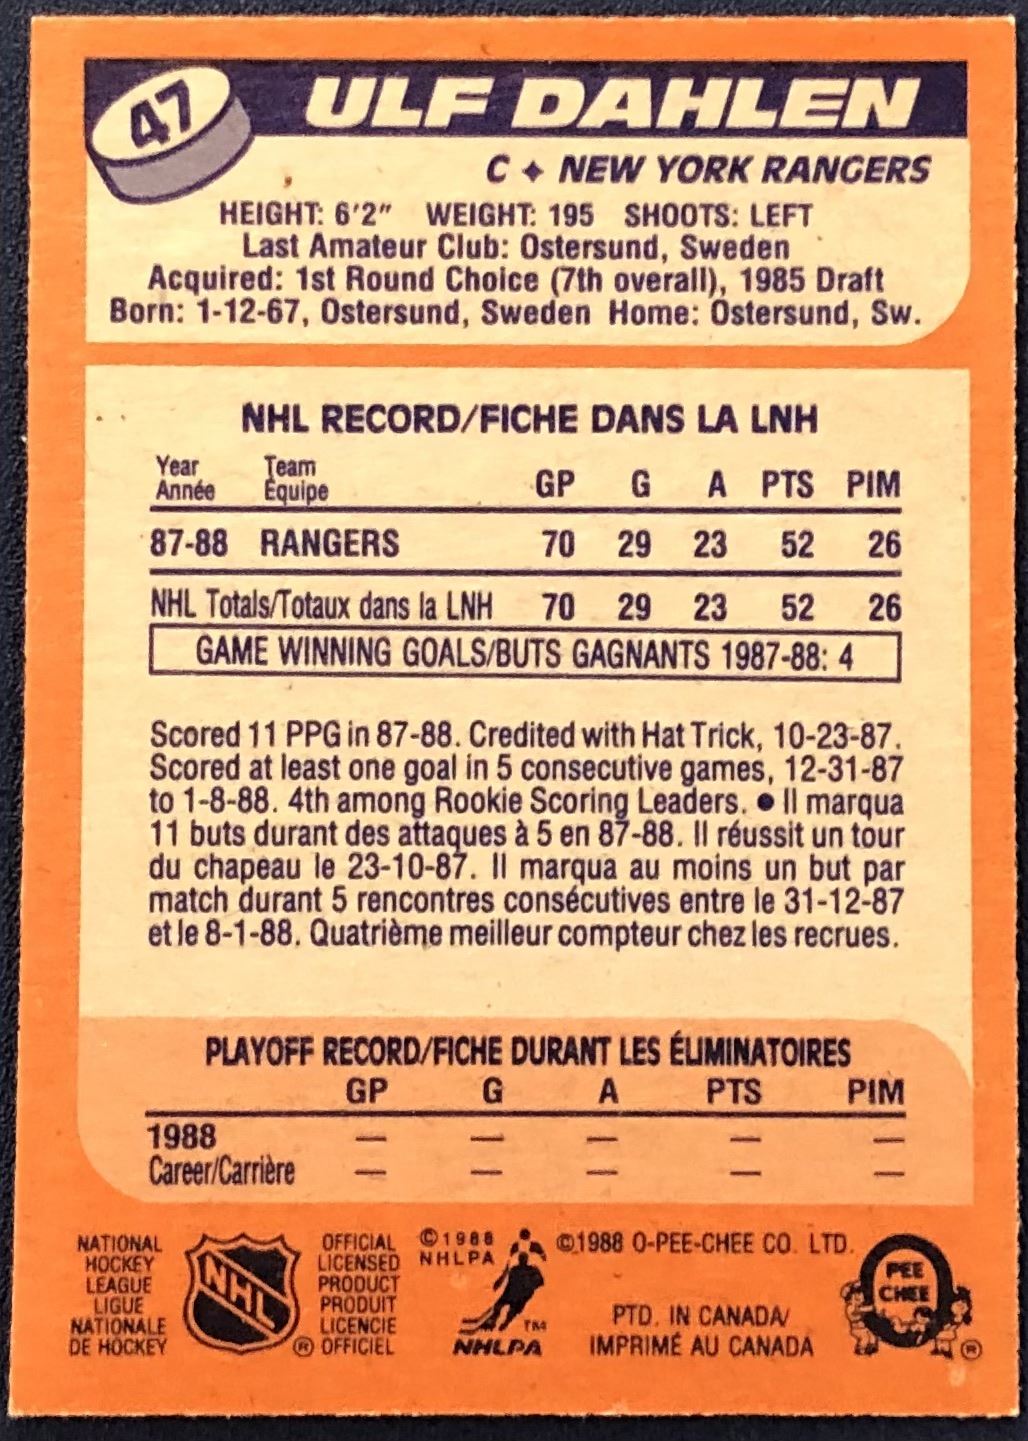 47
ULF DAHLEN
C ✦ NEW YORK RANGERS
HEIGHT: 6'2" WEIGHT: 195 SHOOTS: LEFT
Last Amateur Club: Ostersund, Sweden
Acquired: 1st Round Choice (7th overall), 1985 Draft
Born: 1-12-67, Ostersund, Sweden Home: Ostersund, Sw.
NHL RECORD/FICHE DANS LA LNH
Year Team
Année Équipe GP G A PTS PIM
87-88 RANGERS 70 29 23 52 26
NHL Totals/Totaux dans la LNH 70 29 23 52 26
GAME WINNING GOALS/BUTS GAGNANTS 1987-88: 4
Scored 11 PPG in 87-88. Credited with Hat Trick, 10-23-87.
Scored at least one goal in 5 consecutive games, 12-31-87
to 1-8-88. 4th among Rookie Scoring Leaders. ● Il marqua
11 buts durant des attaques à 5 en 87-88. Il réussit un tour
du chapeau le 23-10-87. Il marqua au moins un but par
match durant 5 rencontres consécutives entre le 31-12-87
et le 8-1-88. Quatrième meilleur compteur chez les recrues.
PLAYOFF RECORD/FICHE DURANT LES ÉLIMINATOIRES
GP G A PTS PIM
1988 — — — — —
Career/Carrière — — — — —
NATIONAL
HOCKEY
LEAGUE
LIGUE
NATIONALE
DE HOCKEY
NHL
®
OFFICIAL
LICENSED
PRODUCT
PRODUIT
LICENCIE
OFFICIEL
©1988
NHLPA
TM
NHLPA
©1988 O-PEE-CHEE CO. LTD.
PTD. IN CANADA/
IMPRIMÉ AU CANADA
PEE
CHEE
®